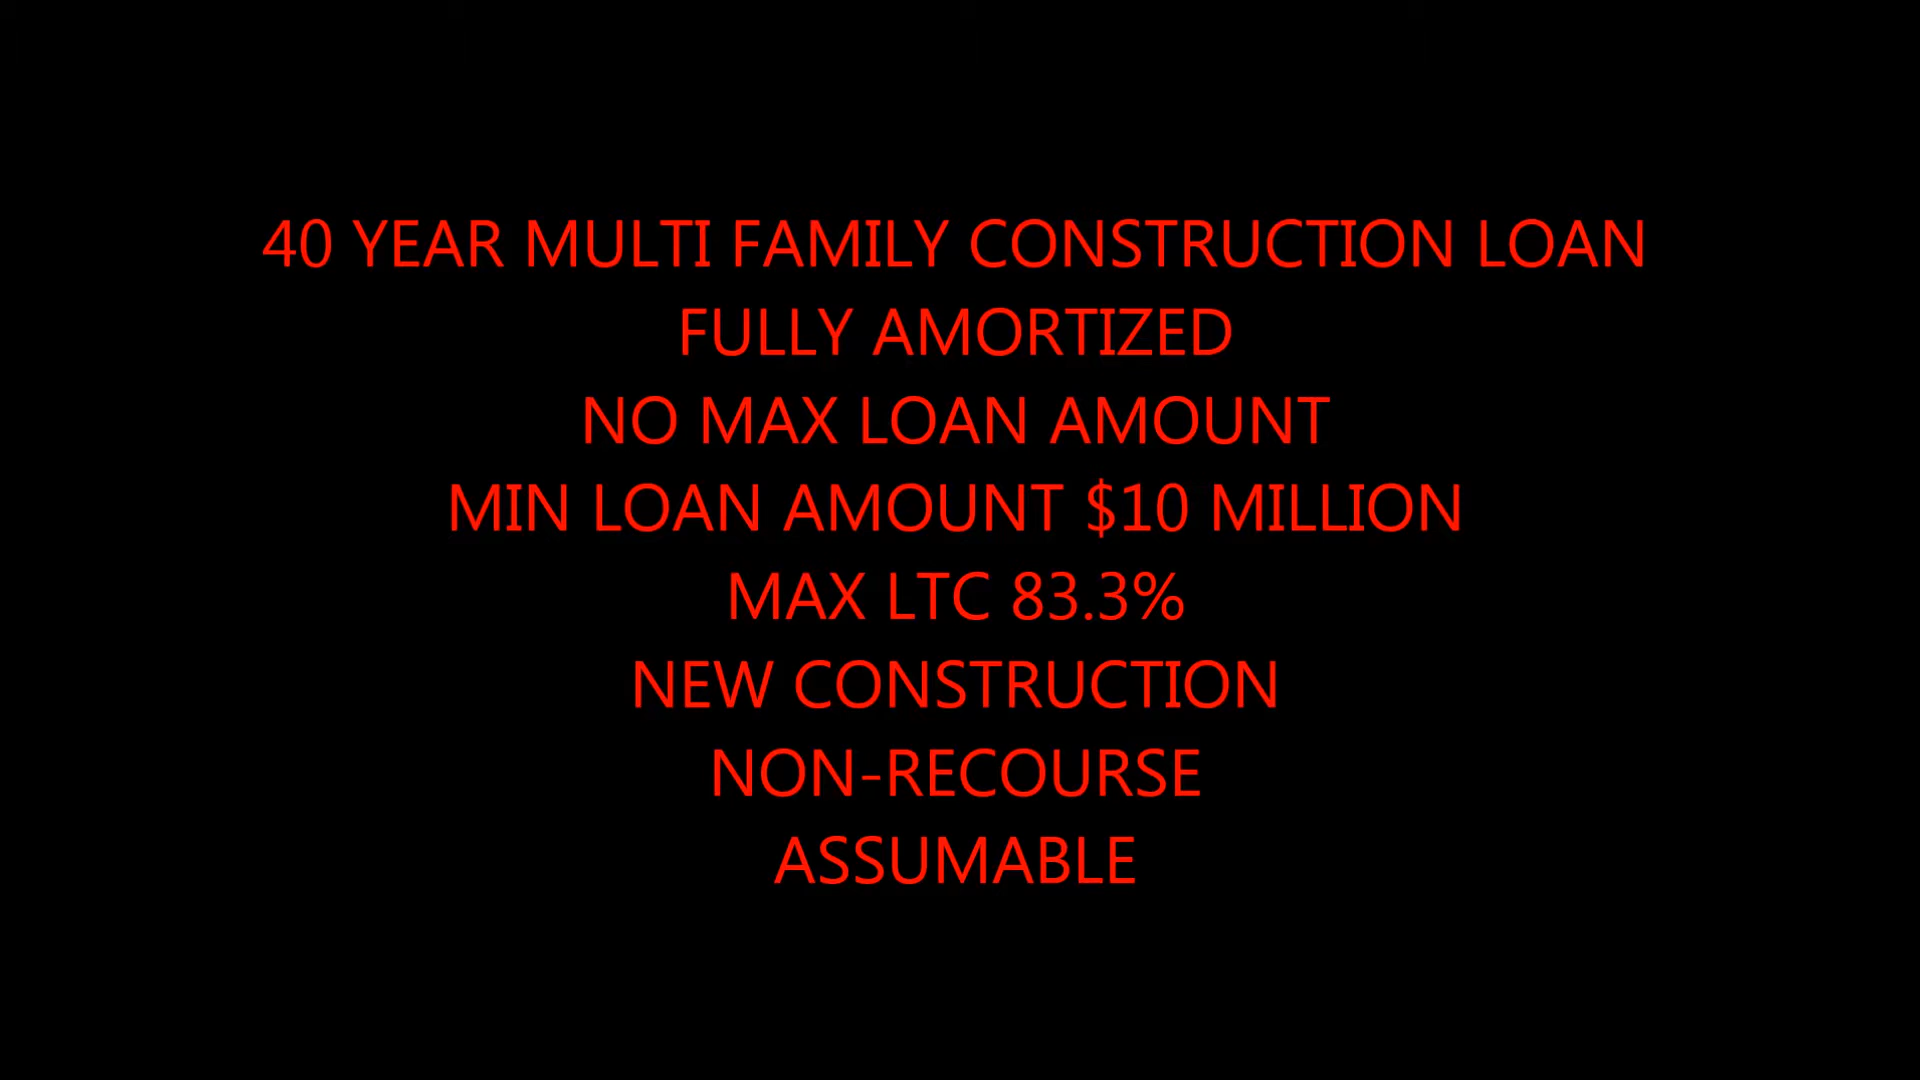 40 YEAR MULTI FAMILY CONSTRUCTION LOAN
FULLY AMORTIZED
NO MAX LOAN AMOUNT
MIN LOAN AMOUNT $10 MILLION
MAX LTC 83.3%
NEW CONSTRUCTION
NON-RECOURSE
ASSUMABLE